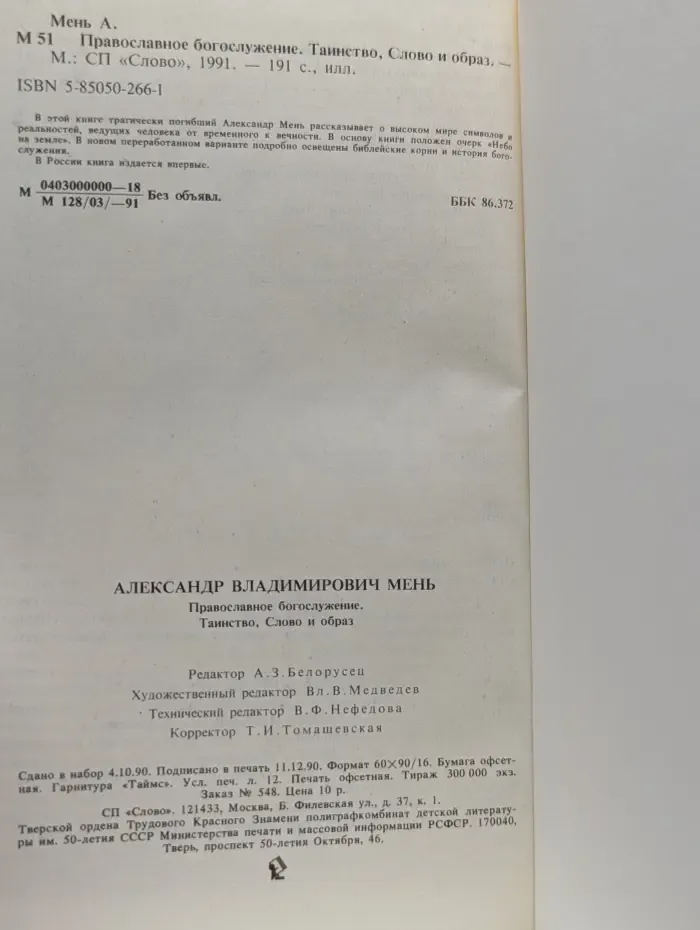 Мень А.
М 51 Православное богослужение. Таинство, Слово и образ. —
М.: СП «Слово», 1991. — 191 с., илл.
ISBN 5-85050-266-1
В этой книге трагически погибший Александр Мень рассказывает о высоком мире символов и
реальностей, ведущих человека от временного к вечности. В основу книги положен очерк «Небо
на земле». В новом переработанном варианте подробно освещены библейские корни и история бого-
служения.
В России книга издается впервые.
М 0403000000—18
М 128/03/—91 Без объявл.
ББК 86.372
АЛЕКСАНДР ВЛАДИМИРОВИЧ МЕНЬ
Православное богослужение.
Таинство, Слово и образ
Редактор А.З.Белорусец
Художественный редактор Вл.В.Медведев
Технический редактор В.Ф.Нефедова
Корректор Т.И.Томашевская
Сдано в набор 4.10.90. Подписано в печать 11.12.90. Формат 60×90/16. Бумага офсет-
ная. Гарнитура «Таймс». Усл. печ. л. 12. Печать офсетная. Тираж 300 000 экз.
Заказ № 548. Цена 10 р.
СП «Слово». 121433, Москва, Б. Филевская ул., д. 37, к. 1.
Тверской ордена Трудового Красного Знамени полиграфкомбинат детской литерату-
ры им. 50-летия СССР Министерства печати и массовой информации РСФСР. 170040,
Тверь, проспект 50-летия Октября, 46.